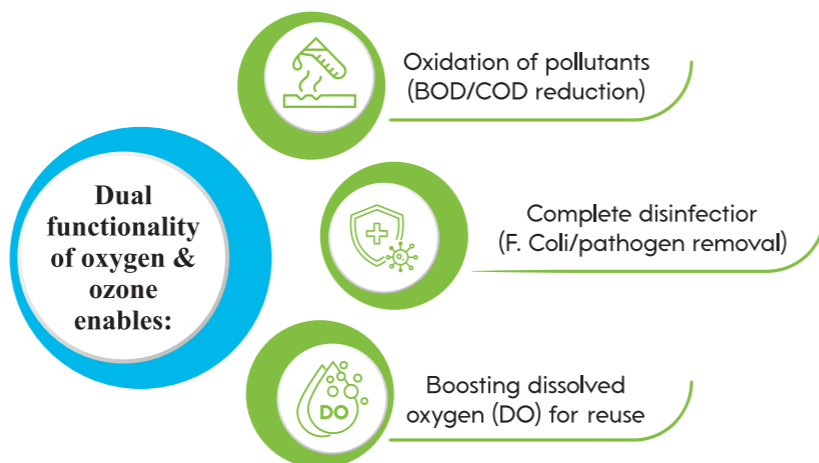 Dual
functionality
of oxygen &
ozone
enables:
Oxidation of pollutants
(BOD/COD reduction)
Complete disinfectior
(F. Coli/pathogen removal)
DO
Boosting dissolved
oxygen (DO) for reuse